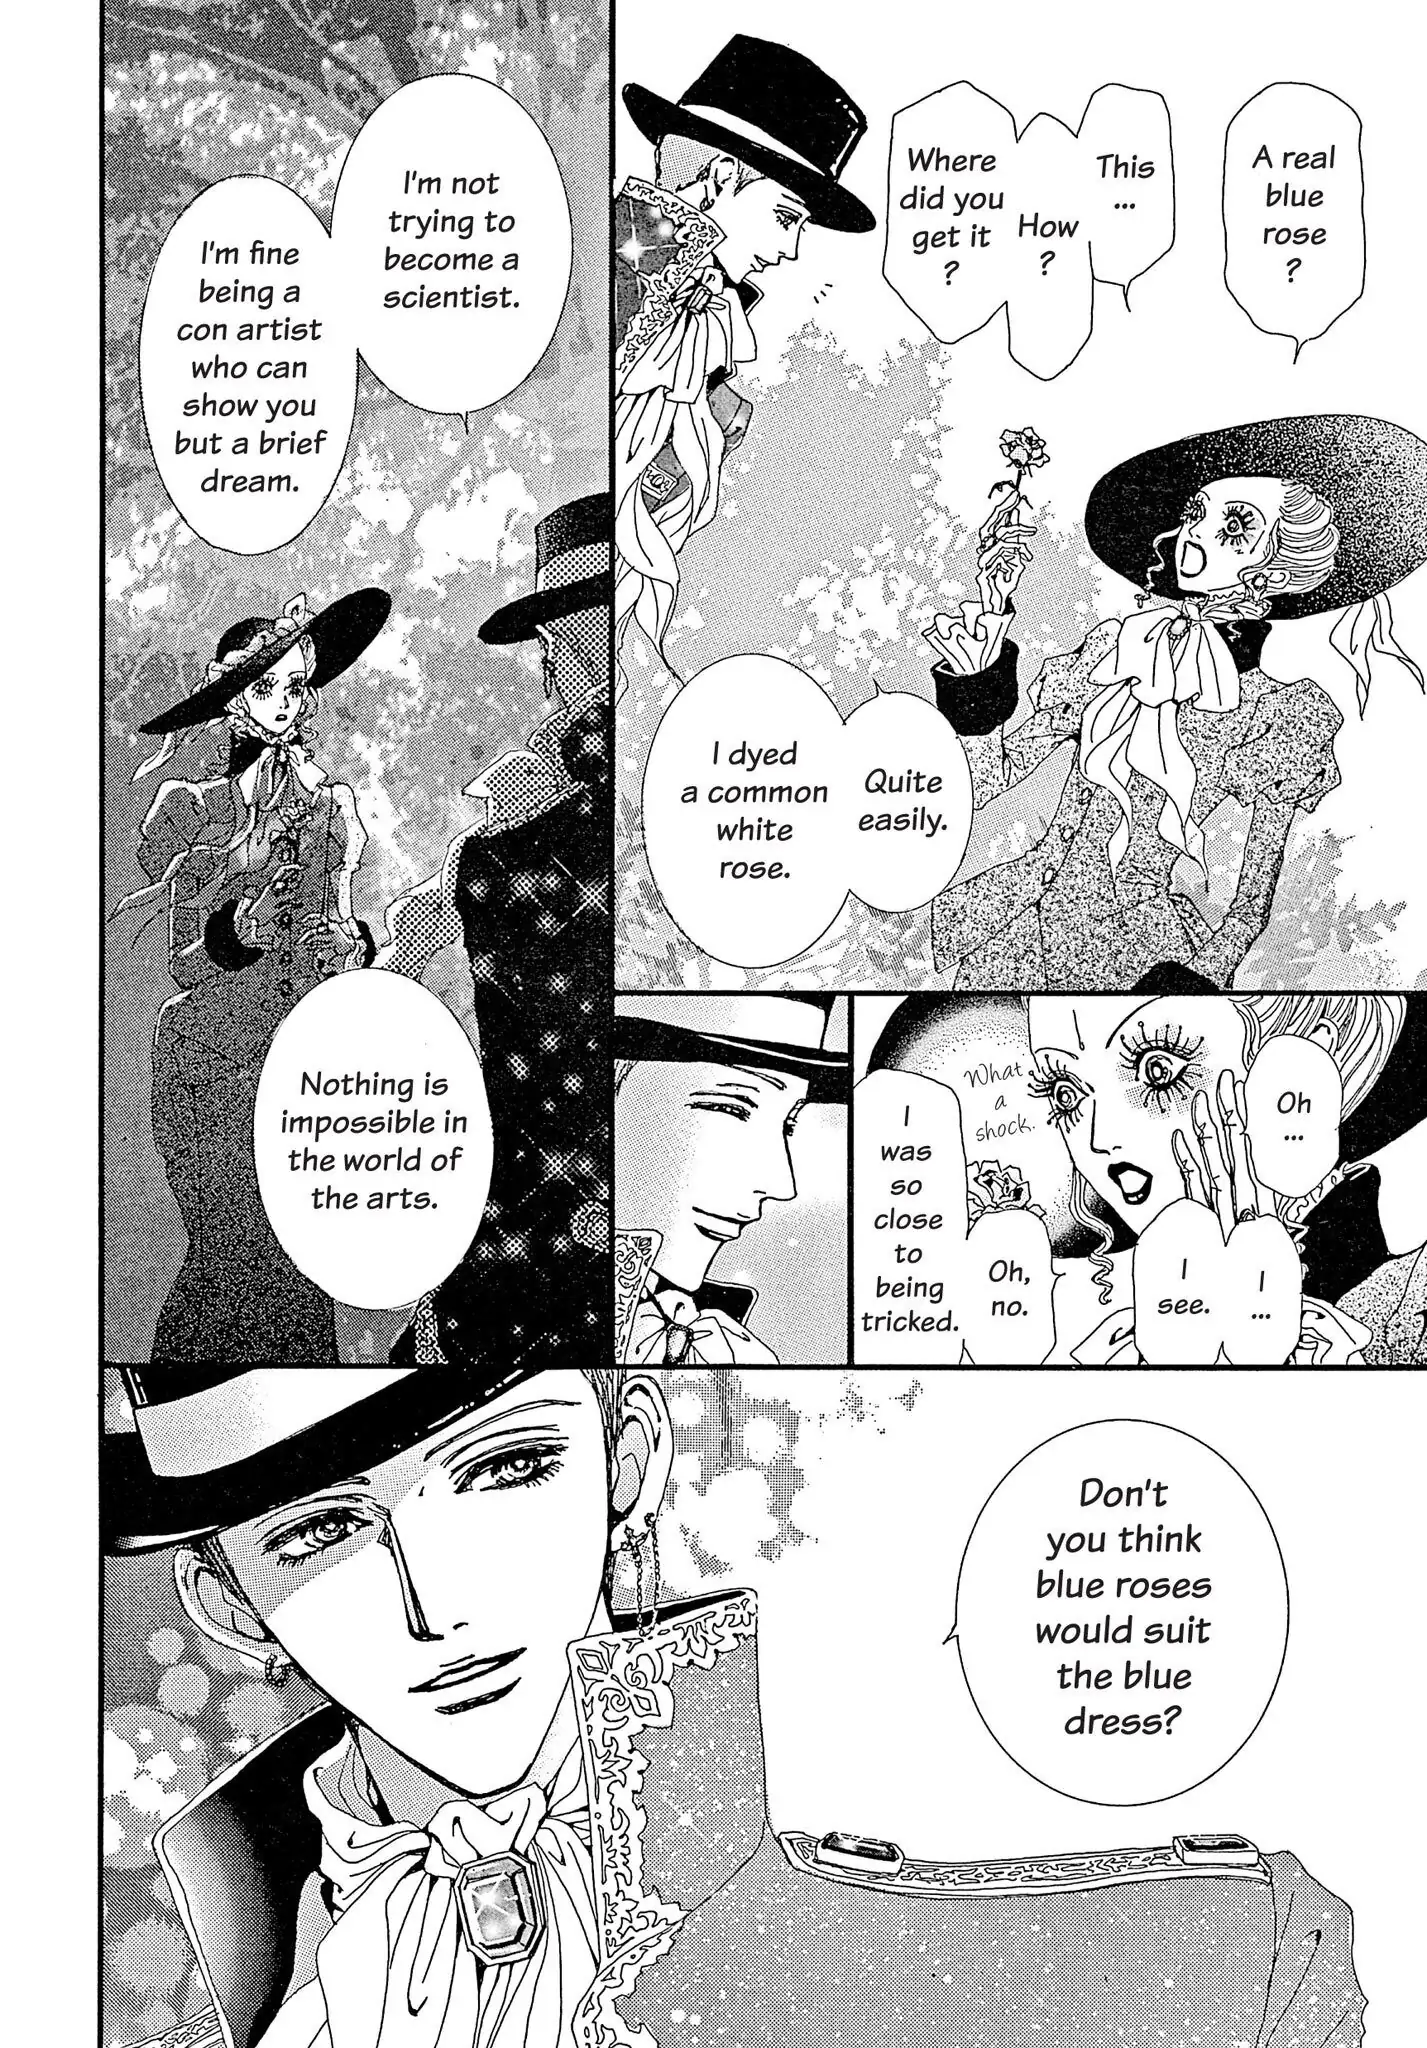 A real
blue
rose
?
This
...
How
?
Where
did you
get it
?
Quite
easily.
I dyed
a common
white
rose.
Oh
...
I
...
I
see.
What
a
shock.
Oh,
no.
I
was
so
close
to
being
tricked.
I'm not
trying to
become a
scientist.
I'm fine
being a
con artist
who can
show you
but a brief
dream.
Nothing is
impossible in
the world of
the arts.
Don't
you think
blue roses
would suit
the blue
dress?